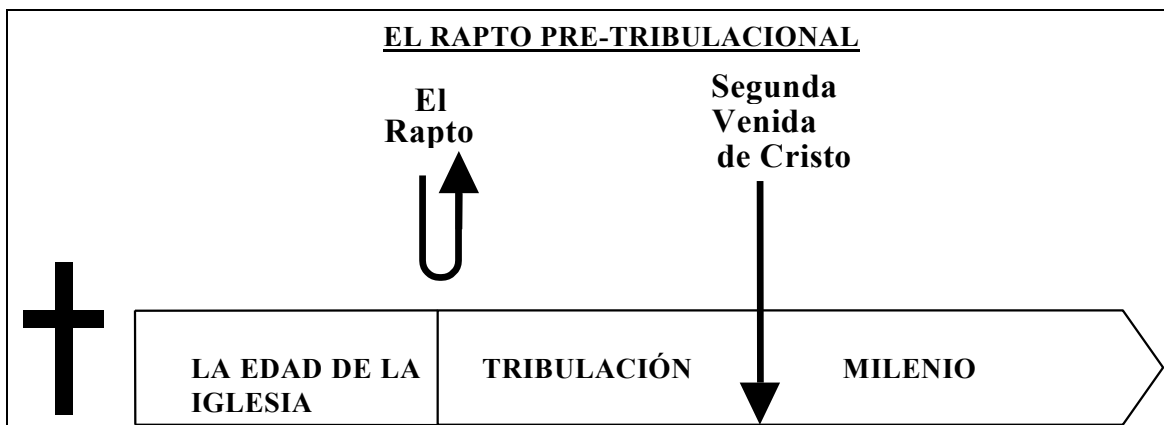 EL RAPTO PRE-TRIBULACIONAL
El
Rapto
Segunda
Venida
de Cristo
LA EDAD DE LA
IGLESIA
TRIBULACIÓN
MILENIO